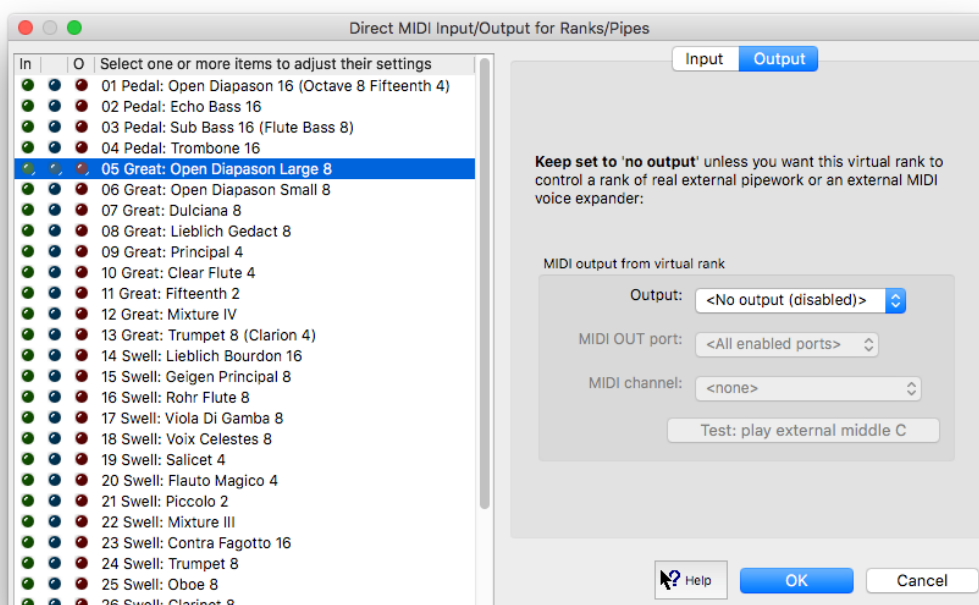 Direct MIDI Input/Output for Ranks/Pipes
In O Select one or more items to adjust their settings
01 Pedal: Open Diapason 16 (Octave 8 Fifteenth 4)
02 Pedal: Echo Bass 16
03 Pedal: Sub Bass 16 (Flute Bass 8)
04 Pedal: Trombone 16
05 Great: Open Diapason Large 8
06 Great: Open Diapason Small 8
07 Great: Dulciana 8
08 Great: Lieblich Gedact 8
09 Great: Principal 4
10 Great: Clear Flute 4
11 Great: Fifteenth 2
12 Great: Mixture IV
13 Great: Trumpet 8 (Clarion 4)
14 Swell: Lieblich Bourdon 16
15 Swell: Geigen Principal 8
16 Swell: Rohr Flute 8
17 Swell: Viola Di Gamba 8
18 Swell: Voix Celestes 8
19 Swell: Salicet 4
20 Swell: Flauto Magico 4
21 Swell: Piccolo 2
22 Swell: Mixture III
23 Swell: Contra Fagotto 16
24 Swell: Trumpet 8
25 Swell: Oboe 8
26 Swell: Clarinet 8
Input Output
Keep set to 'no output' unless you want this virtual rank to
control a rank of real external pipework or an external MIDI
voice expander:
MIDI output from virtual rank
Output: <No output (disabled)>
MIDI OUT port: <All enabled ports>
MIDI channel: <none>
Test: play external middle C
? Help OK Cancel